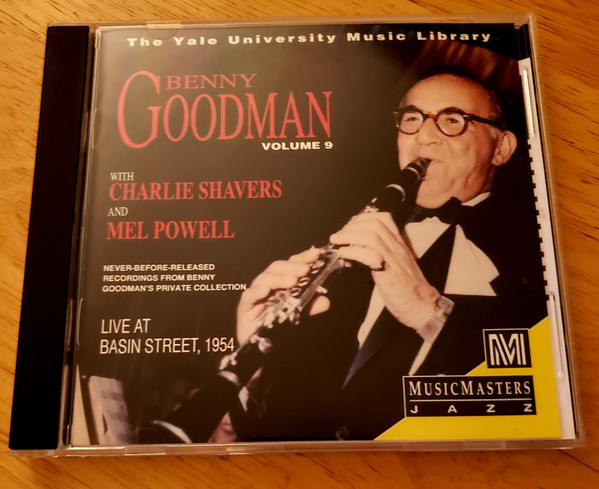 The Yale University Music Library
BENNY
GOODMAN
VOLUME 9
WITH
CHARLIE SHAVERS
AND
MEL POWELL
NEVER-BEFORE-RELEASED
RECORDINGS FROM BENNY
GOODMAN'S PRIVATE COLLECTION
LIVE AT
BASIN STREET, 1954
MM
MUSICMASTERS
JAZZ